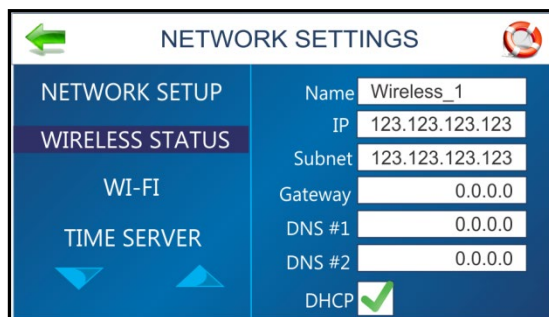 NETWORK SETTINGS
NETWORK SETUP
WIRELESS STATUS
WI-FI
TIME SERVER
Name Wireless_1
IP 123.123.123.123
Subnet 123.123.123.123
Gateway 0.0.0.0
DNS #1 0.0.0.0
DNS #2 0.0.0.0
DHCP